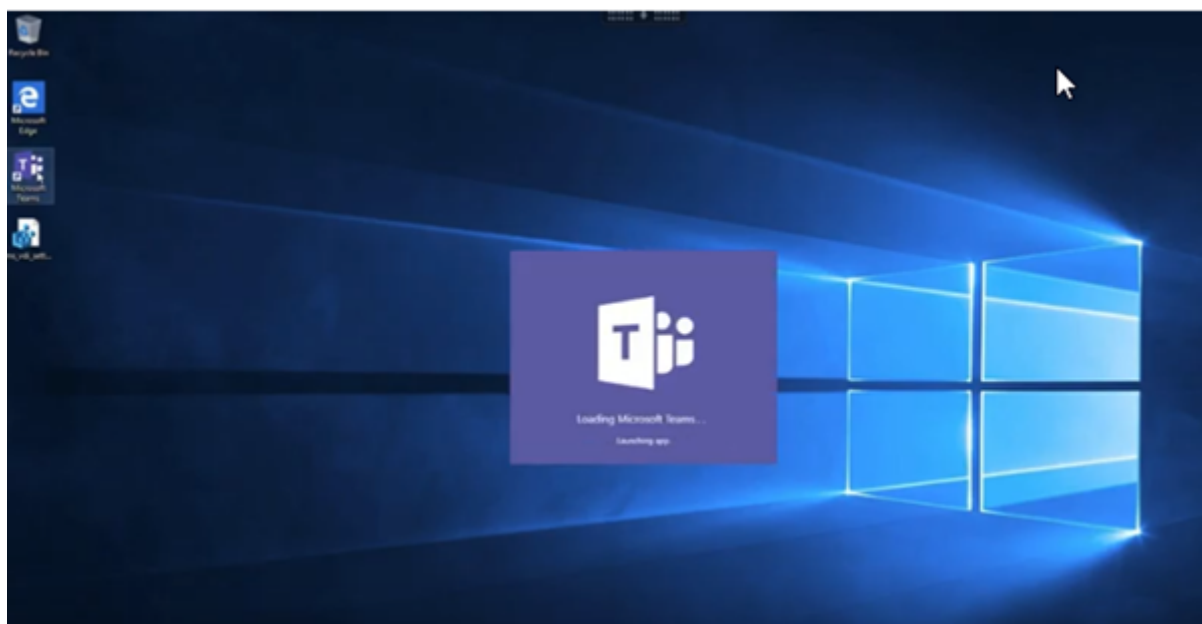 Recycle Bin
Microsoft
Edge
Microsoft
Teams
T
Loading Microsoft Teams...
Launching app